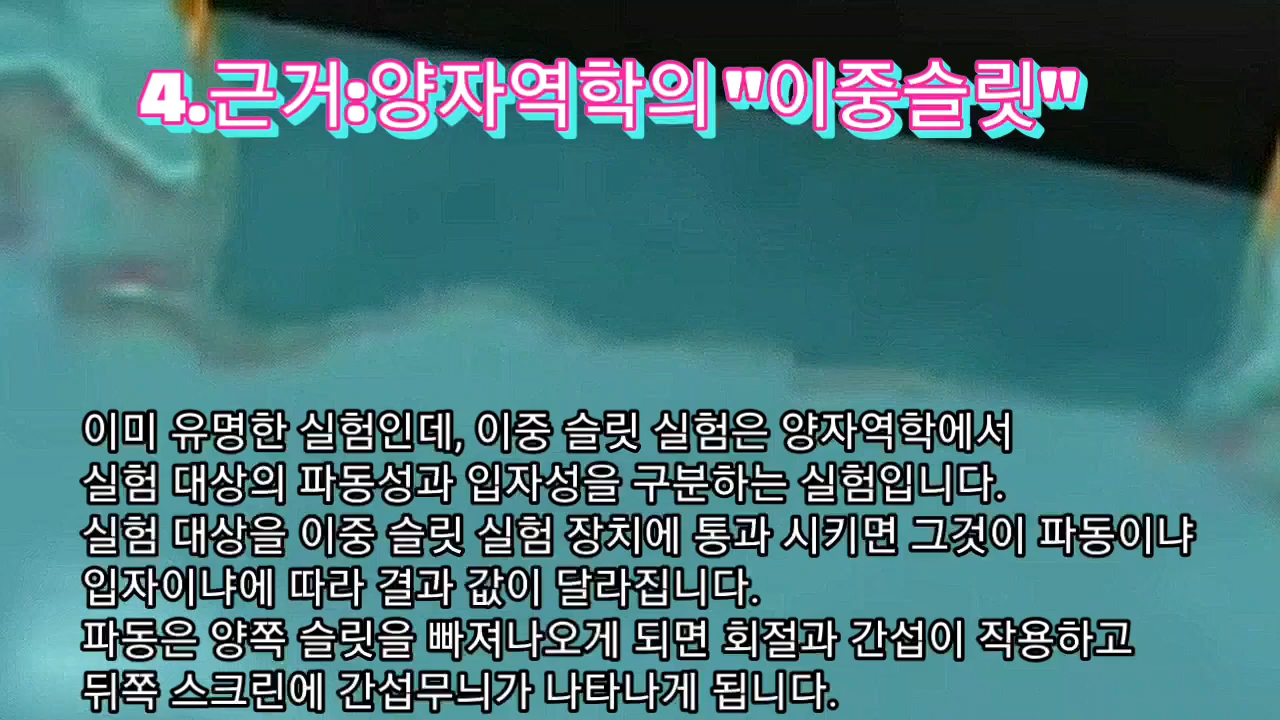 4.근거:양자역학의 "이중슬릿"
이미 유명한 실험인데, 이중 슬릿 실험은 양자역학에서
실험 대상의 파동성과 입자성을 구분하는 실험입니다.
실험 대상을 이중 슬릿 실험 장치에 통과 시키면 그것이 파동이냐
입자이냐에 따라 결과 값이 달라집니다.
파동은 양쪽 슬릿을 빠져나오게 되면 회절과 간섭이 작용하고
뒤쪽 스크린에 간섭무늬가 나타나게 됩니다.